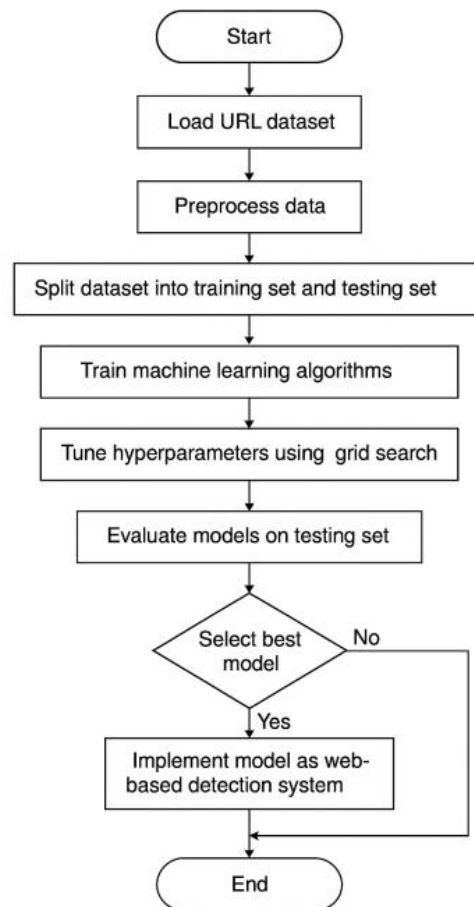 Start
Load URL dataset
Preprocess data
Split dataset into training set and testing set
Train machine learning algorithms
Tune hyperparameters using grid search
Evaluate models on testing set
Select best
model
No
Yes
Implement model as web-
based detection system
End